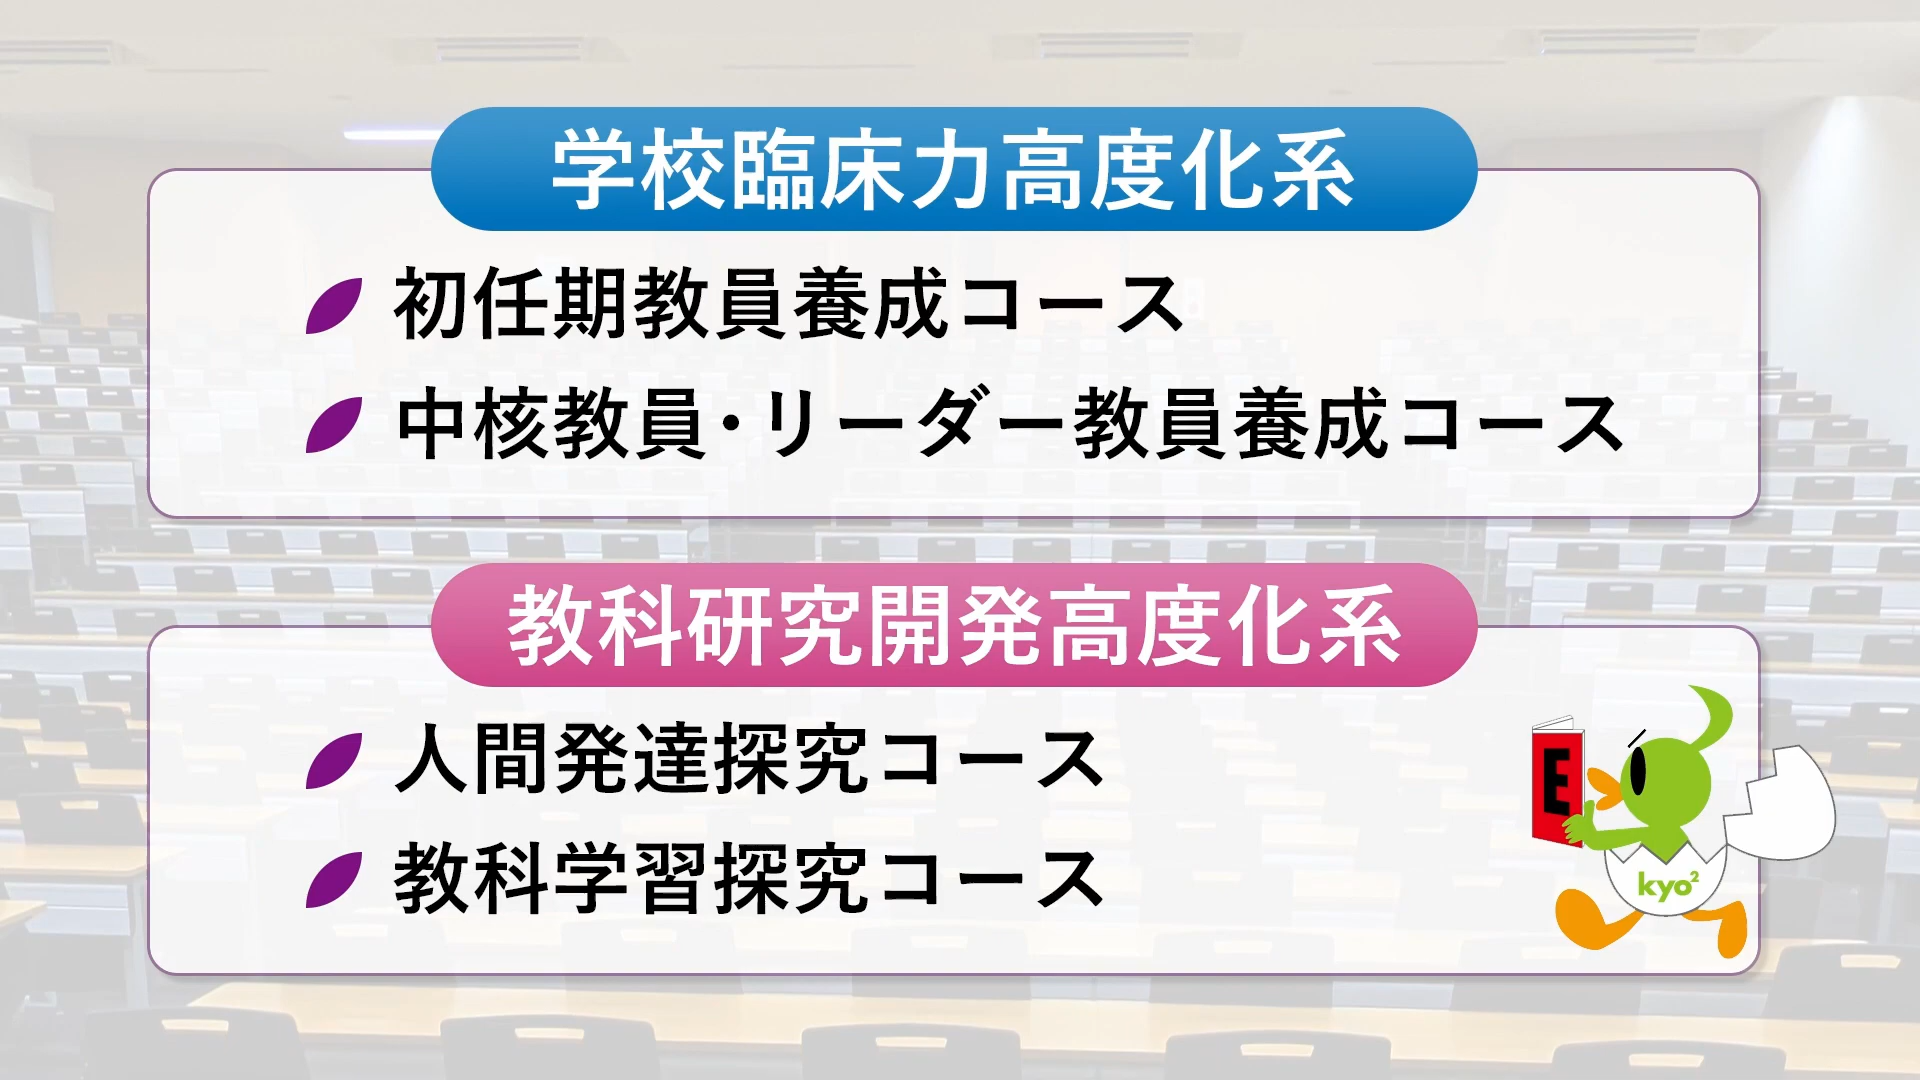 学校臨床力高度化系
初任期教員養成コース
中核教員・リーダー教員養成コース
教科研究開発高度化系
人間発達探究コース
教科学習探究コース
E
kyo²